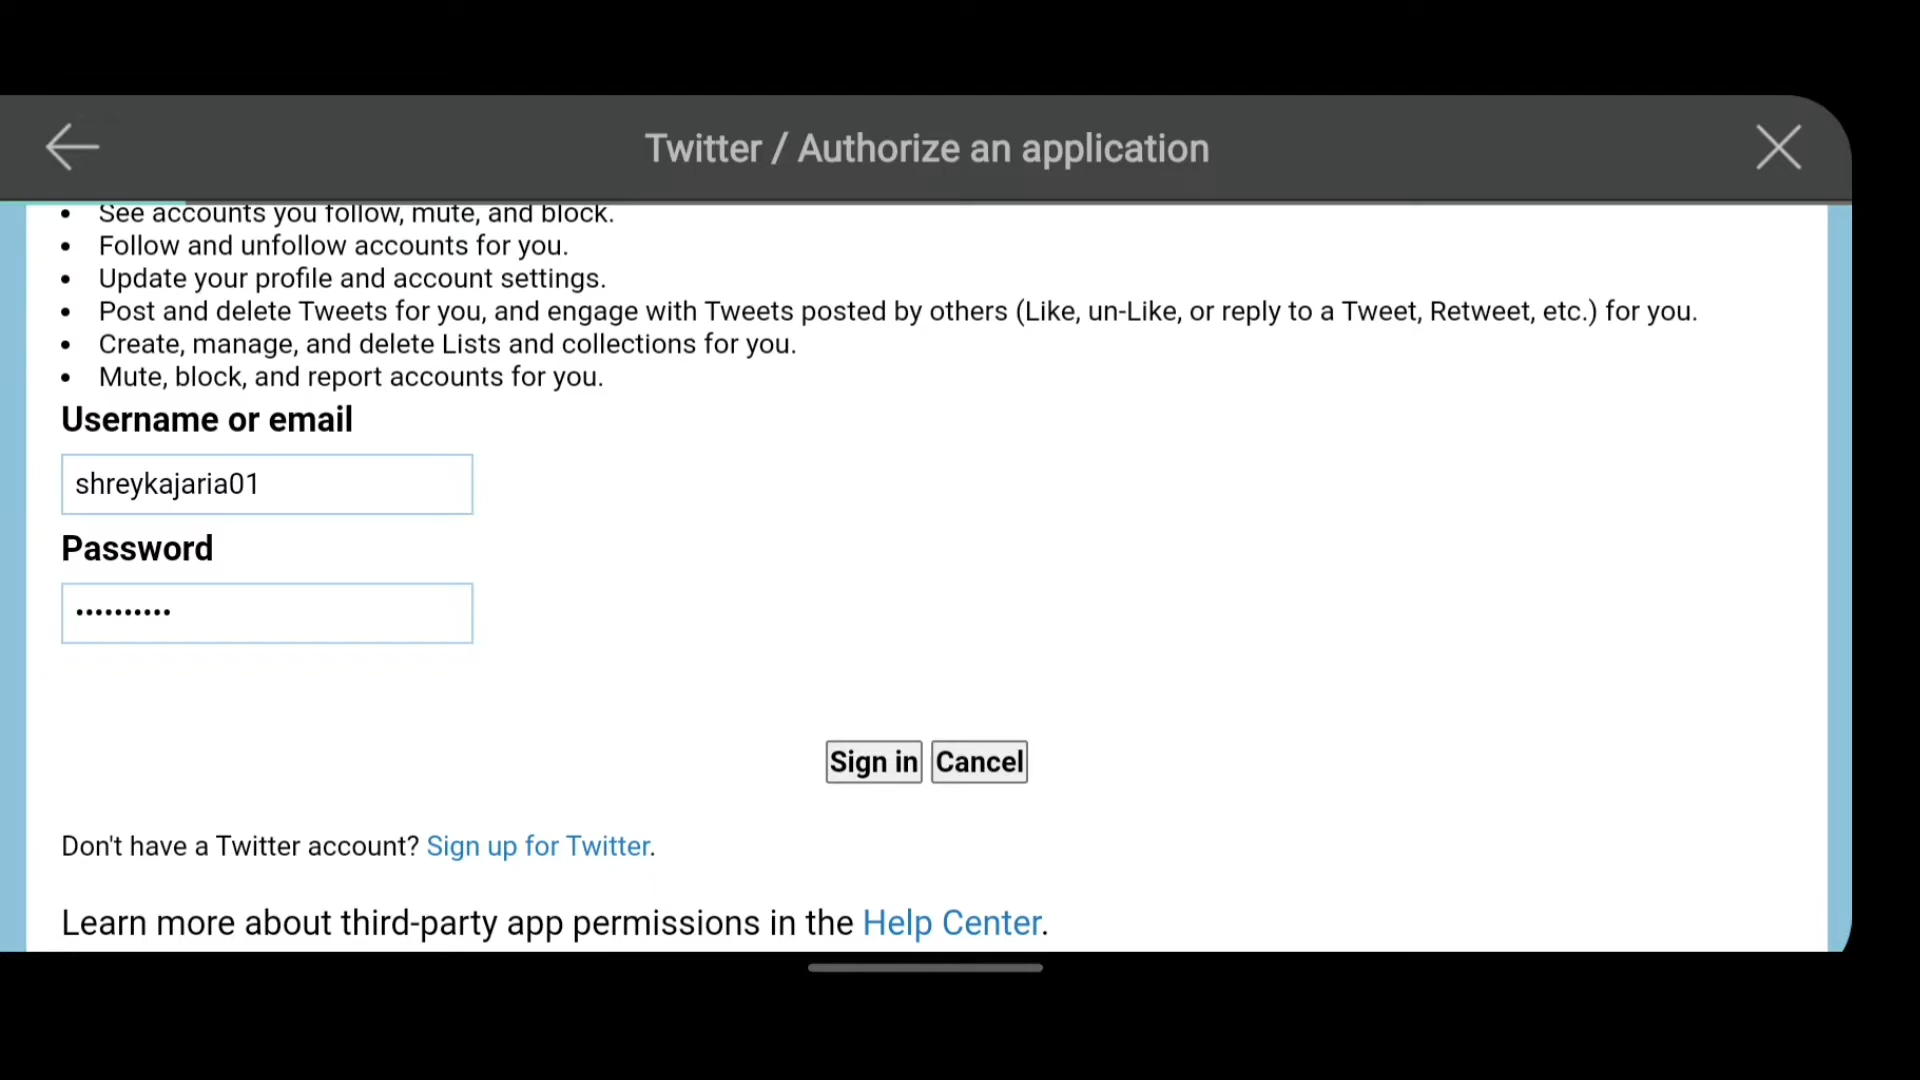 Twitter / Authorize an application
See accounts you follow, mute, and block.
Follow and unfollow accounts for you.
Update your profile and account settings.
Post and delete Tweets for you, and engage with Tweets posted by others (Like, un-Like, or reply to a Tweet, Retweet, etc.) for you.
Create, manage, and delete Lists and collections for you.
Mute, block, and report accounts for you.
Username or email
shreykajaria01
Password
••••••••••
Sign in Cancel
Don't have a Twitter account? Sign up for Twitter.
Learn more about third-party app permissions in the Help Center.